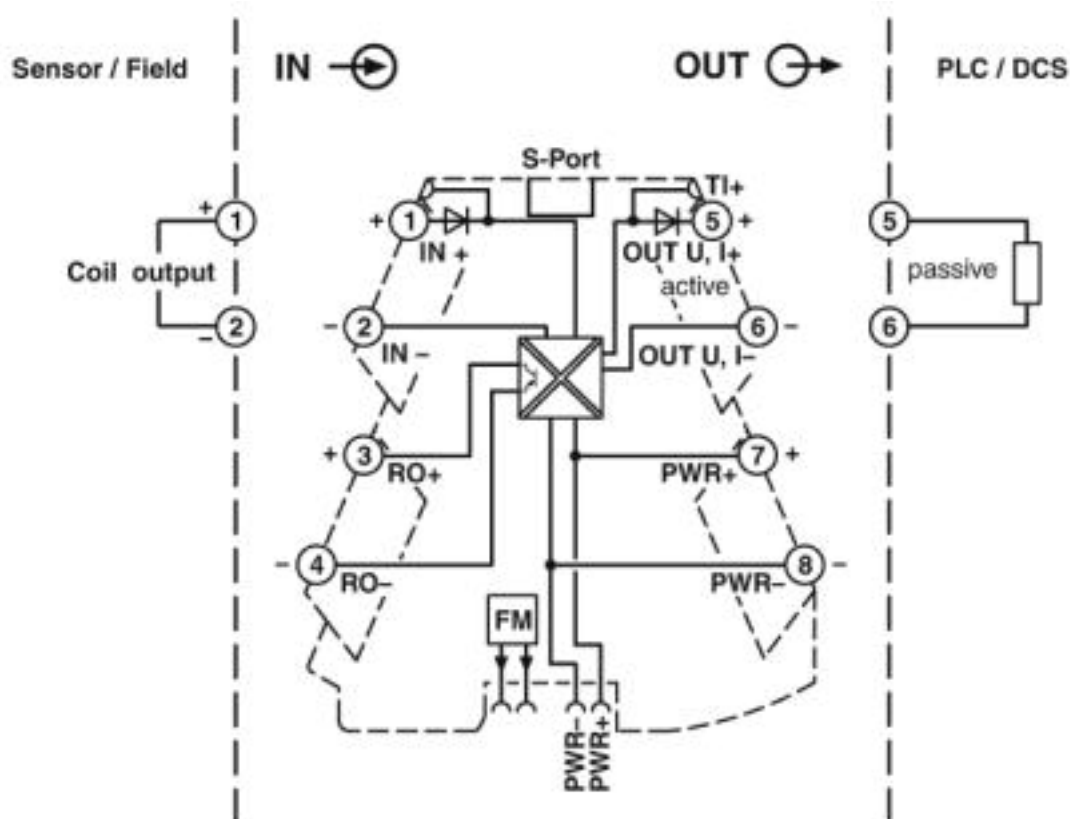 Sensor / Field
IN
OUT
PLC / DCS
S-Port
TI+
+
1
+
1
5
+
5
IN +
OUT U, I+
Coil output
active
passive
–
2
–
2
6
–
6
IN –
OUT U, I–
+
3
7
+
RO+
PWR+
–
4
8
–
RO–
PWR–
FM
PWR–
PWR+